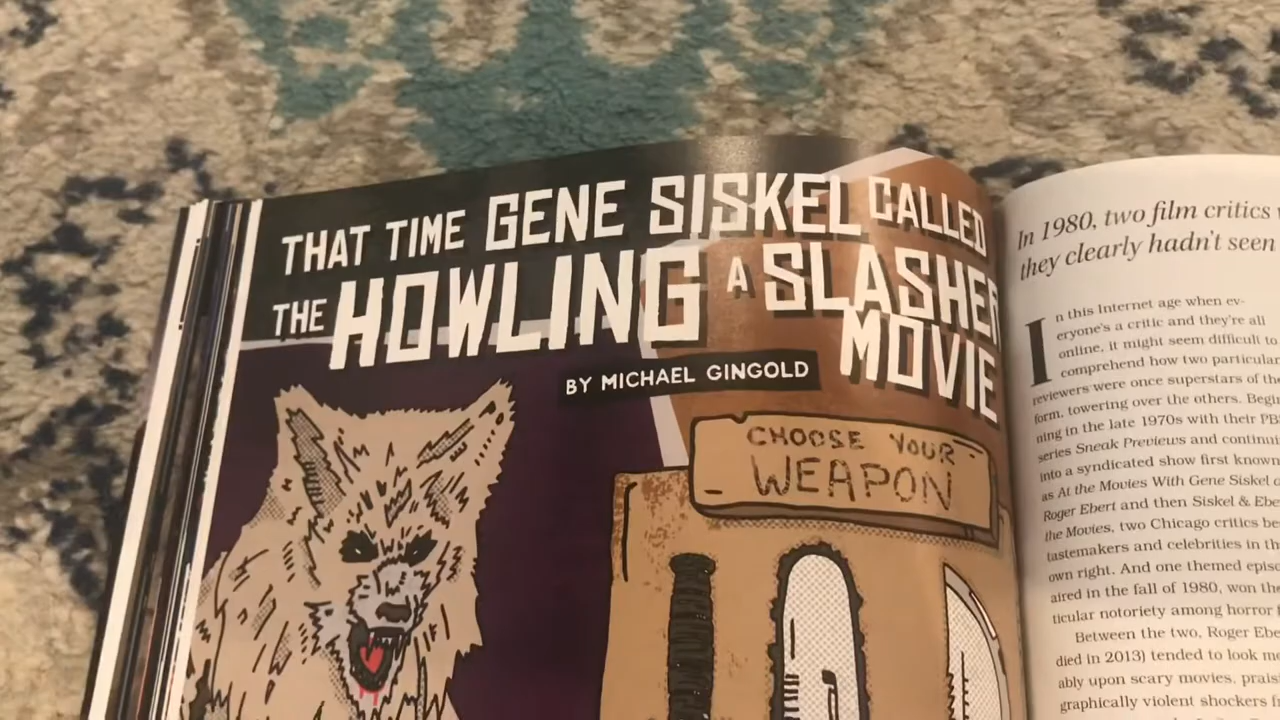 THAT TIME GENE SISKEL CALLED
THE HOWLING A SLASHER
MOVIE
BY MICHAEL GINGOLD
CHOOSE YOUR
WEAPON
In 1980, two film critics
they clearly hadn't seen
In this Internet age when ev-
eryone's a critic and they're all
online, it might seem difficult to
comprehend how two particular
reviewers were once superstars of the
form, towering over the others. Begin
ning in the late 1970s with their PB
series Sneak Previews and continu
into a syndicated show first known
as At the Movies With Gene Siskel
Roger Ebert and then Siskel & Ebe
the Movies, two Chicago critics be
tastemakers and celebrities in th
own right. And one themed epis
aired in the fall of 1980, won the
ticular notoriety among horror
Between the two, Roger Ebe
died in 2013) tended to look mo
ably upon scary movies, prais
graphically violent shockers f